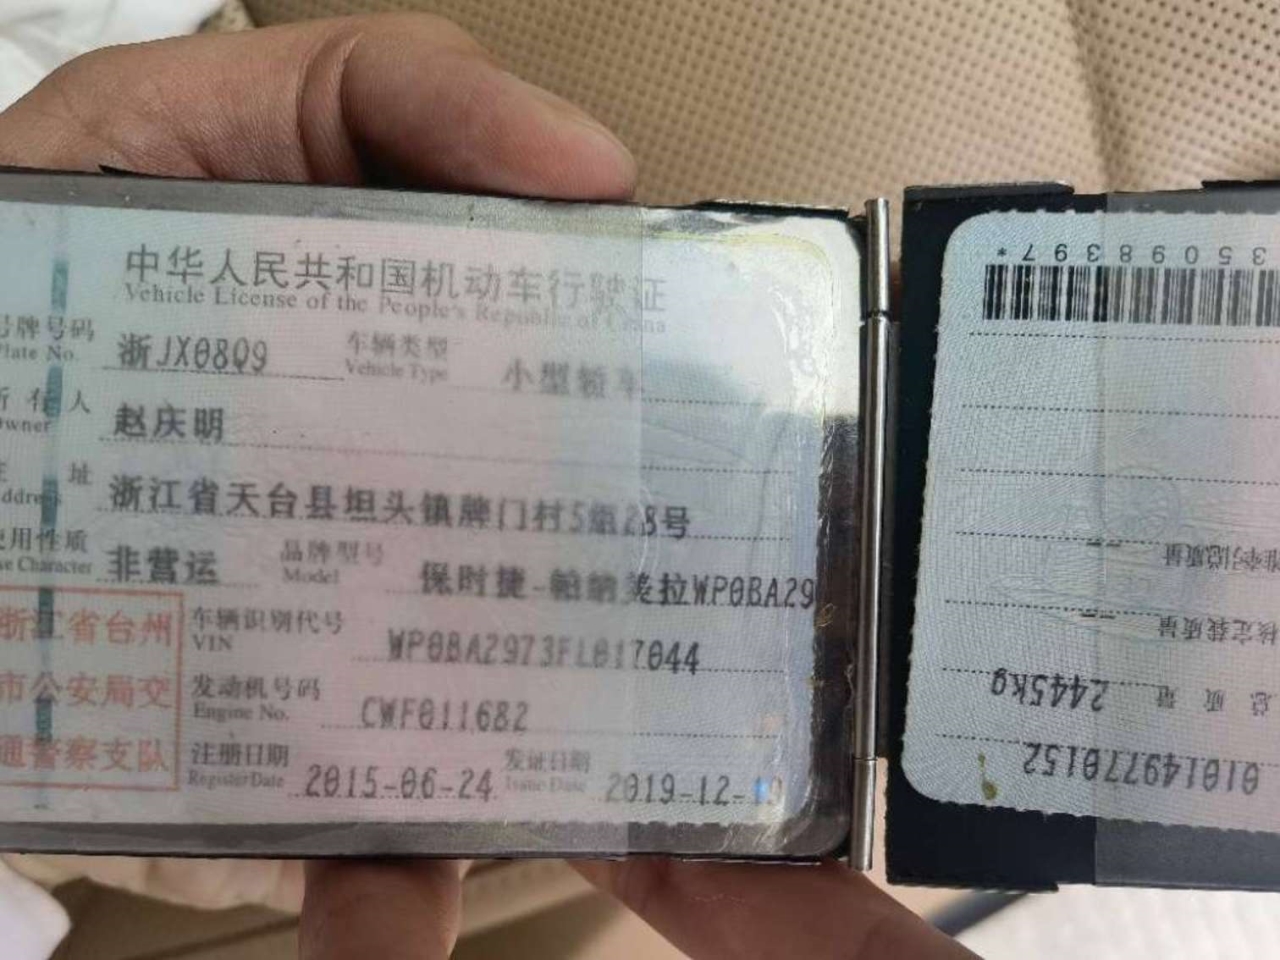 中华人民共和国机动车行驶证
Vehicle License of the People's Republic of China
号牌号码 浙JX08Q9 车辆类型 小型轿车
Plate No. Vehicle Type
所有人 赵庆明
Owner
住址 浙江省天台县坦头镇牌门村5组28号
Address
使用性质 非营运 品牌型号 保时捷-帕纳美拉WP0BA29
Use Character Model
浙江省台州
市公安局交
通警察支队
车辆识别代号 WP0BA2973FL017044
VIN
发动机号码 CWF011682
Engine No.
注册日期 2015-06-24 发证日期 2019-12-19
Register Date Issue Date
010149770152
总质量 2445kg
核定载质量 --
准牵引总质量 --
*3509839